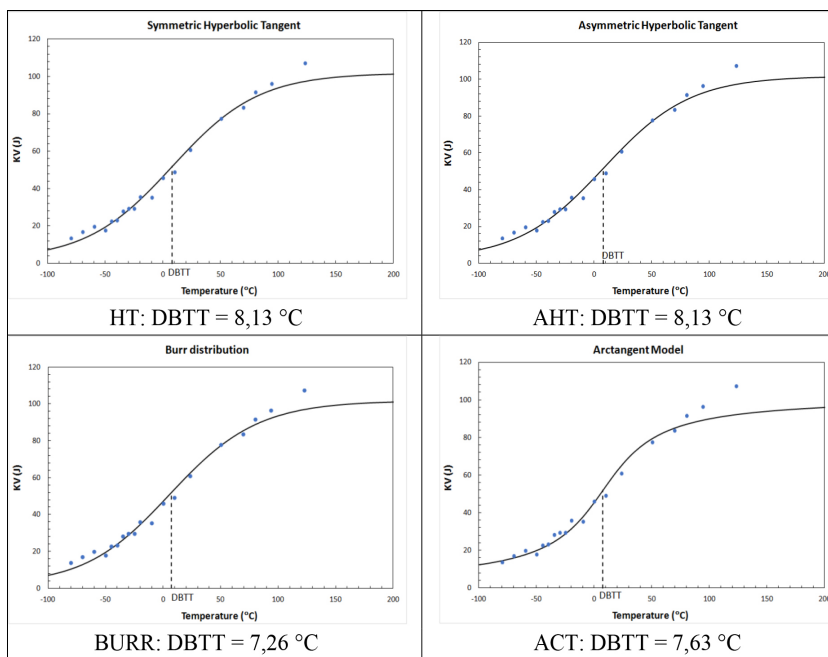 Symmetric Hyperbolic Tangent
120
100
80
60
40
20
0
KV (J)
-100 -50 0 50 100 150 200
DBTT
Temperature (°C)
HT: DBTT = 8,13 °C
Asymmetric Hyperbolic Tangent
120
100
80
60
40
20
0
KV (J)
-100 -50 0 50 100 150 200
DBTT
Temperature (°C)
AHT: DBTT = 8,13 °C
Burr distribution
120
100
80
60
40
20
0
KV (J)
-100 -50 0 50 100 150 200
DBTT
Temperature (°C)
BURR: DBTT = 7,26 °C
Arctangent Model
120
100
80
60
40
20
0
KV (J)
-100 -50 0 50 100 150 200
DBTT
Temperature (°C)
ACT: DBTT = 7,63 °C